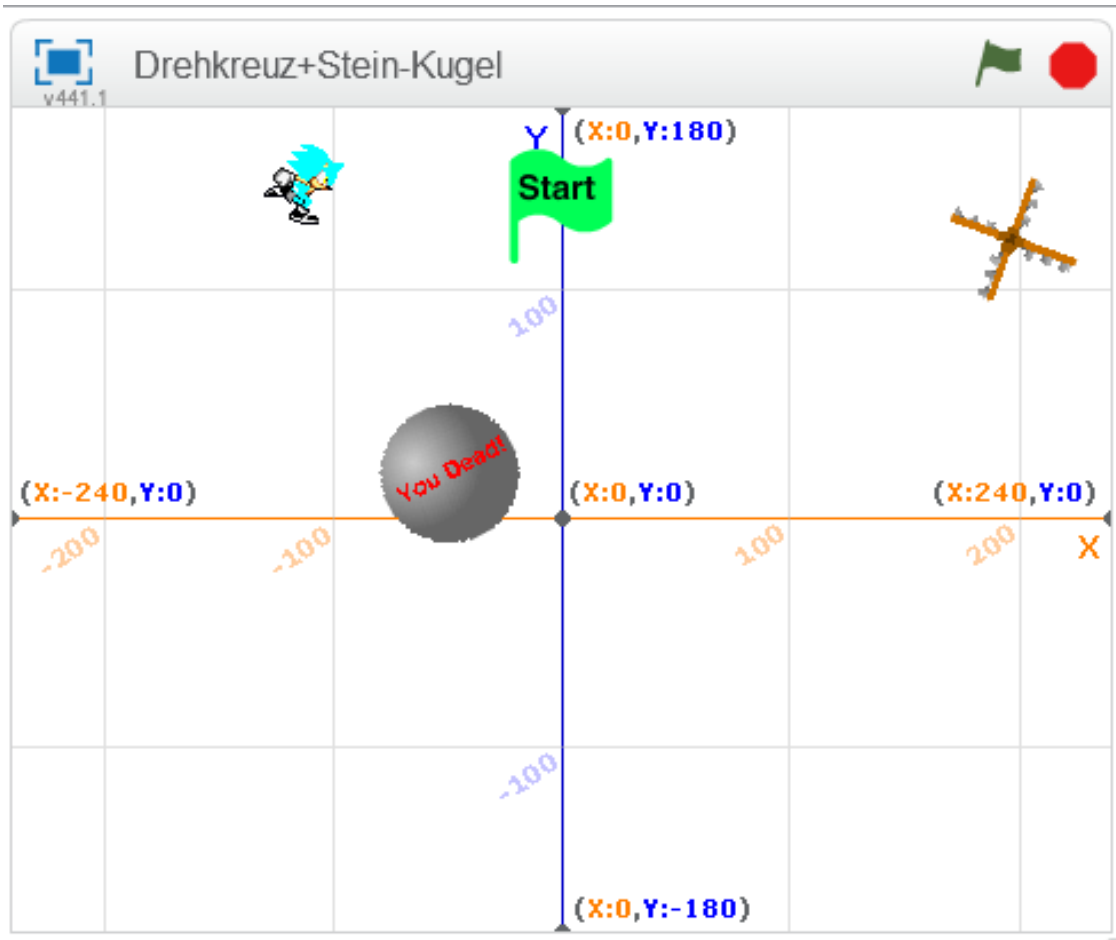 Drehkreuz+Stein-Kugel
v441.1
Y (X:0,Y:180)
Start
100
You Dead!
(X:-240,Y:0) (X:0,Y:0) (X:240,Y:0)
-200 -100 100 200 X
-100
(X:0,Y:-180)